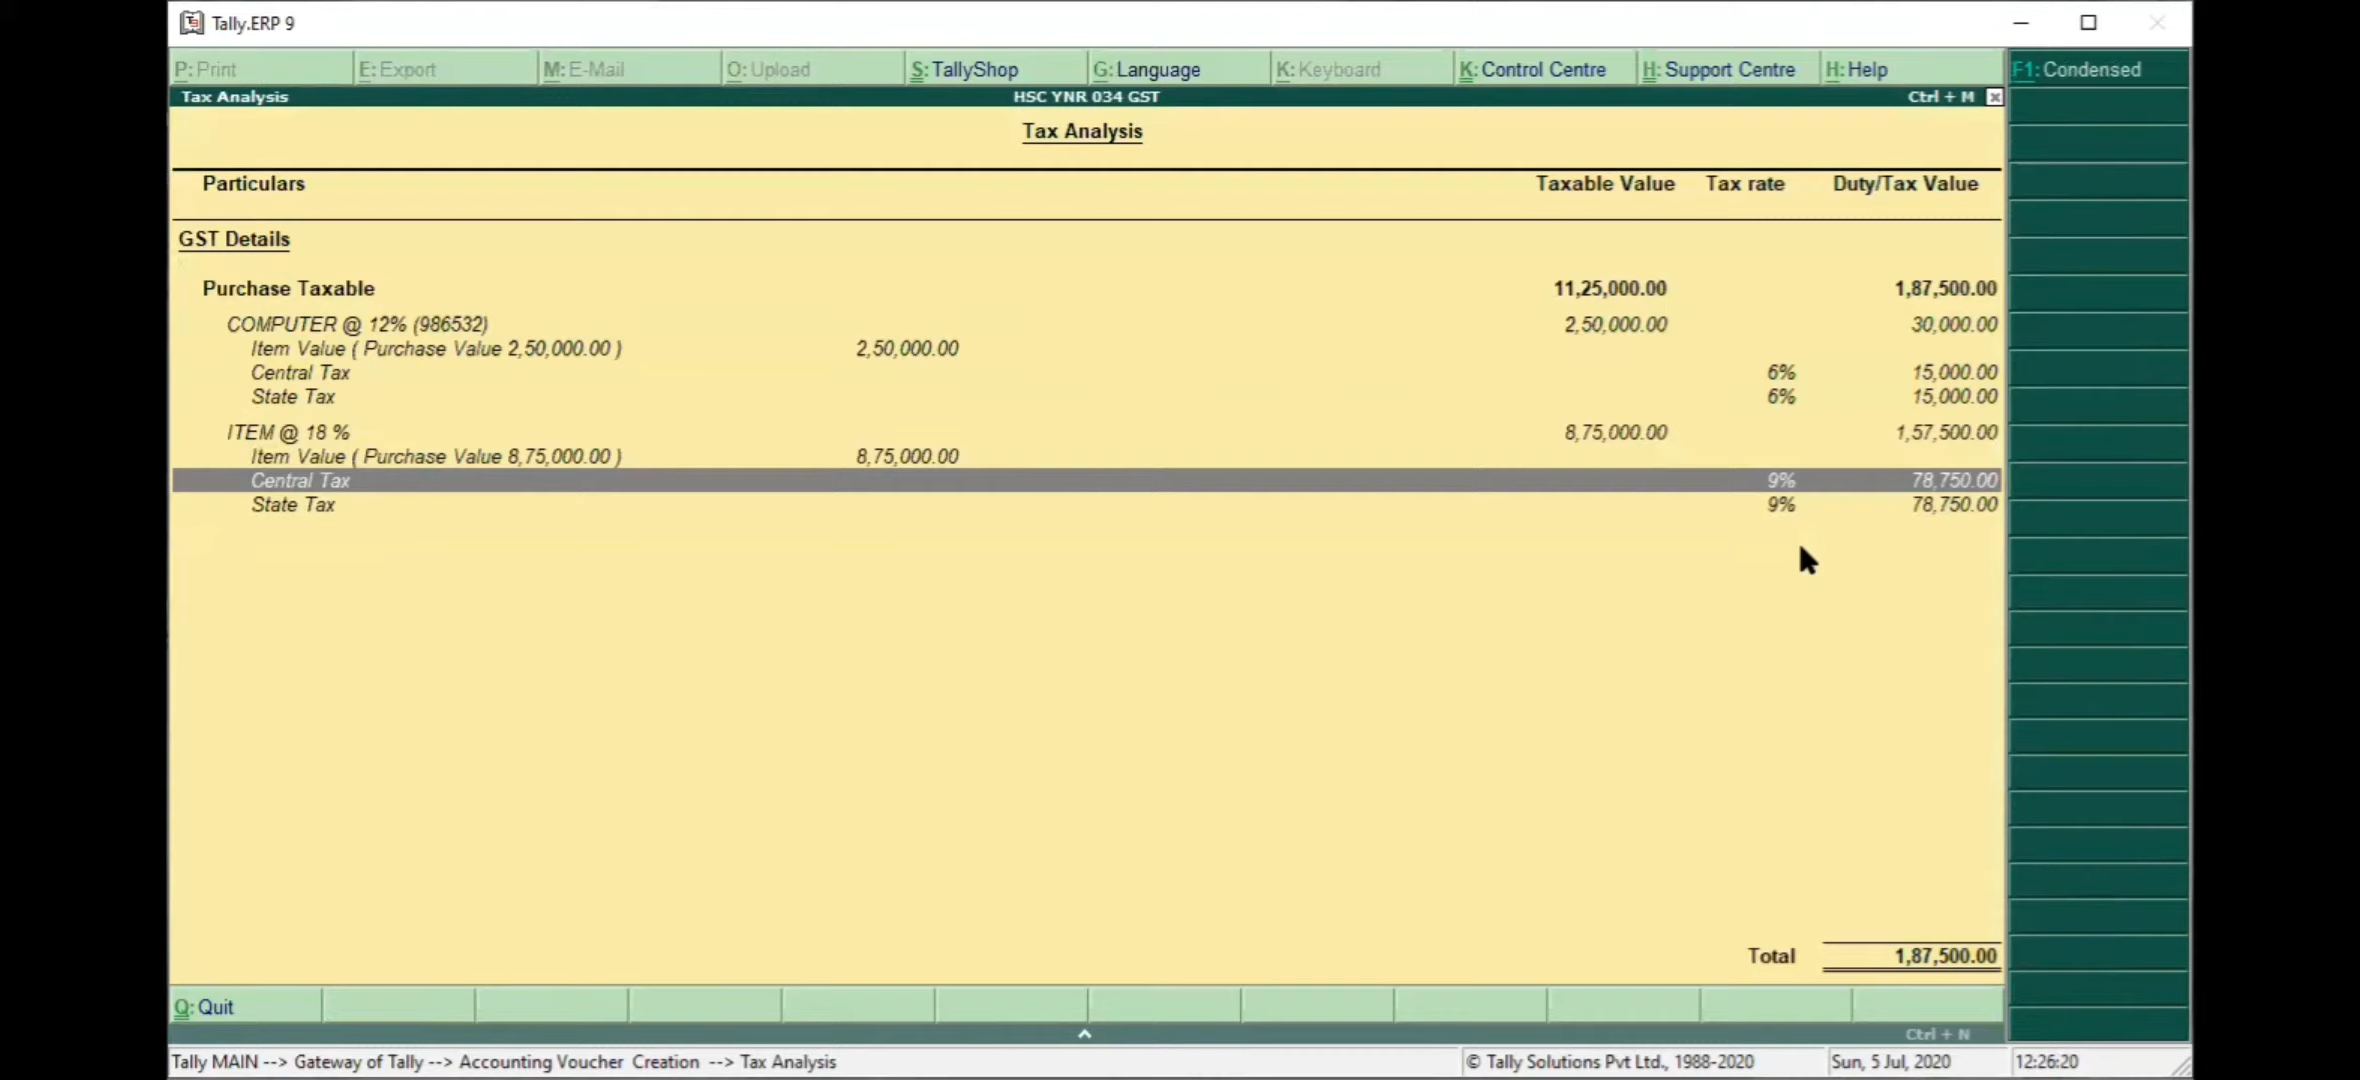 Tally.ERP 9
P: Print E: Export M: E-Mail O: Upload S: TallyShop G: Language K: Keyboard K: Control Centre H: Support Centre H: Help F1: Condensed
Tax Analysis HSC YNR 034 GST Ctrl + M
Tax Analysis
Particulars Taxable Value Tax rate Duty/Tax Value
GST Details
Purchase Taxable 11,25,000.00 1,87,500.00
COMPUTER @ 12% (986532) 2,50,000.00 30,000.00
Item Value ( Purchase Value 2,50,000.00 ) 2,50,000.00
Central Tax 6% 15,000.00
State Tax 6% 15,000.00
ITEM @ 18 % 8,75,000.00 1,57,500.00
Item Value ( Purchase Value 8,75,000.00 ) 8,75,000.00
Central Tax 9% 78,750.00
State Tax 9% 78,750.00
Total 1,87,500.00
Q: Quit
Ctrl + N
Tally MAIN --> Gateway of Tally --> Accounting Voucher Creation --> Tax Analysis © Tally Solutions Pvt Ltd., 1988-2020 Sun, 5 Jul, 2020 12:26:20